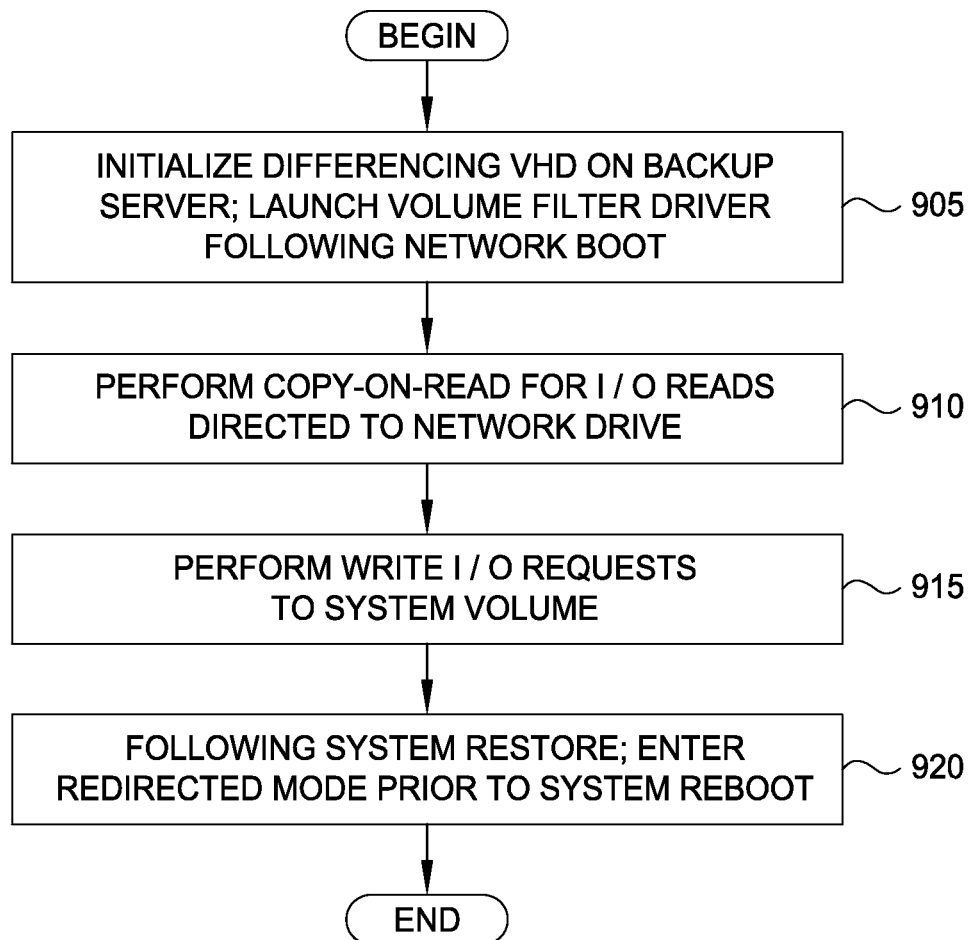 BEGIN
INITIALIZE DIFFERENCING VHD ON BACKUP
SERVER; LAUNCH VOLUME FILTER DRIVER
FOLLOWING NETWORK BOOT
905
PERFORM COPY-ON-READ FOR I / O READS
DIRECTED TO NETWORK DRIVE
910
PERFORM WRITE I / O REQUESTS
TO SYSTEM VOLUME
915
FOLLOWING SYSTEM RESTORE; ENTER
REDIRECTED MODE PRIOR TO SYSTEM REBOOT
920
END